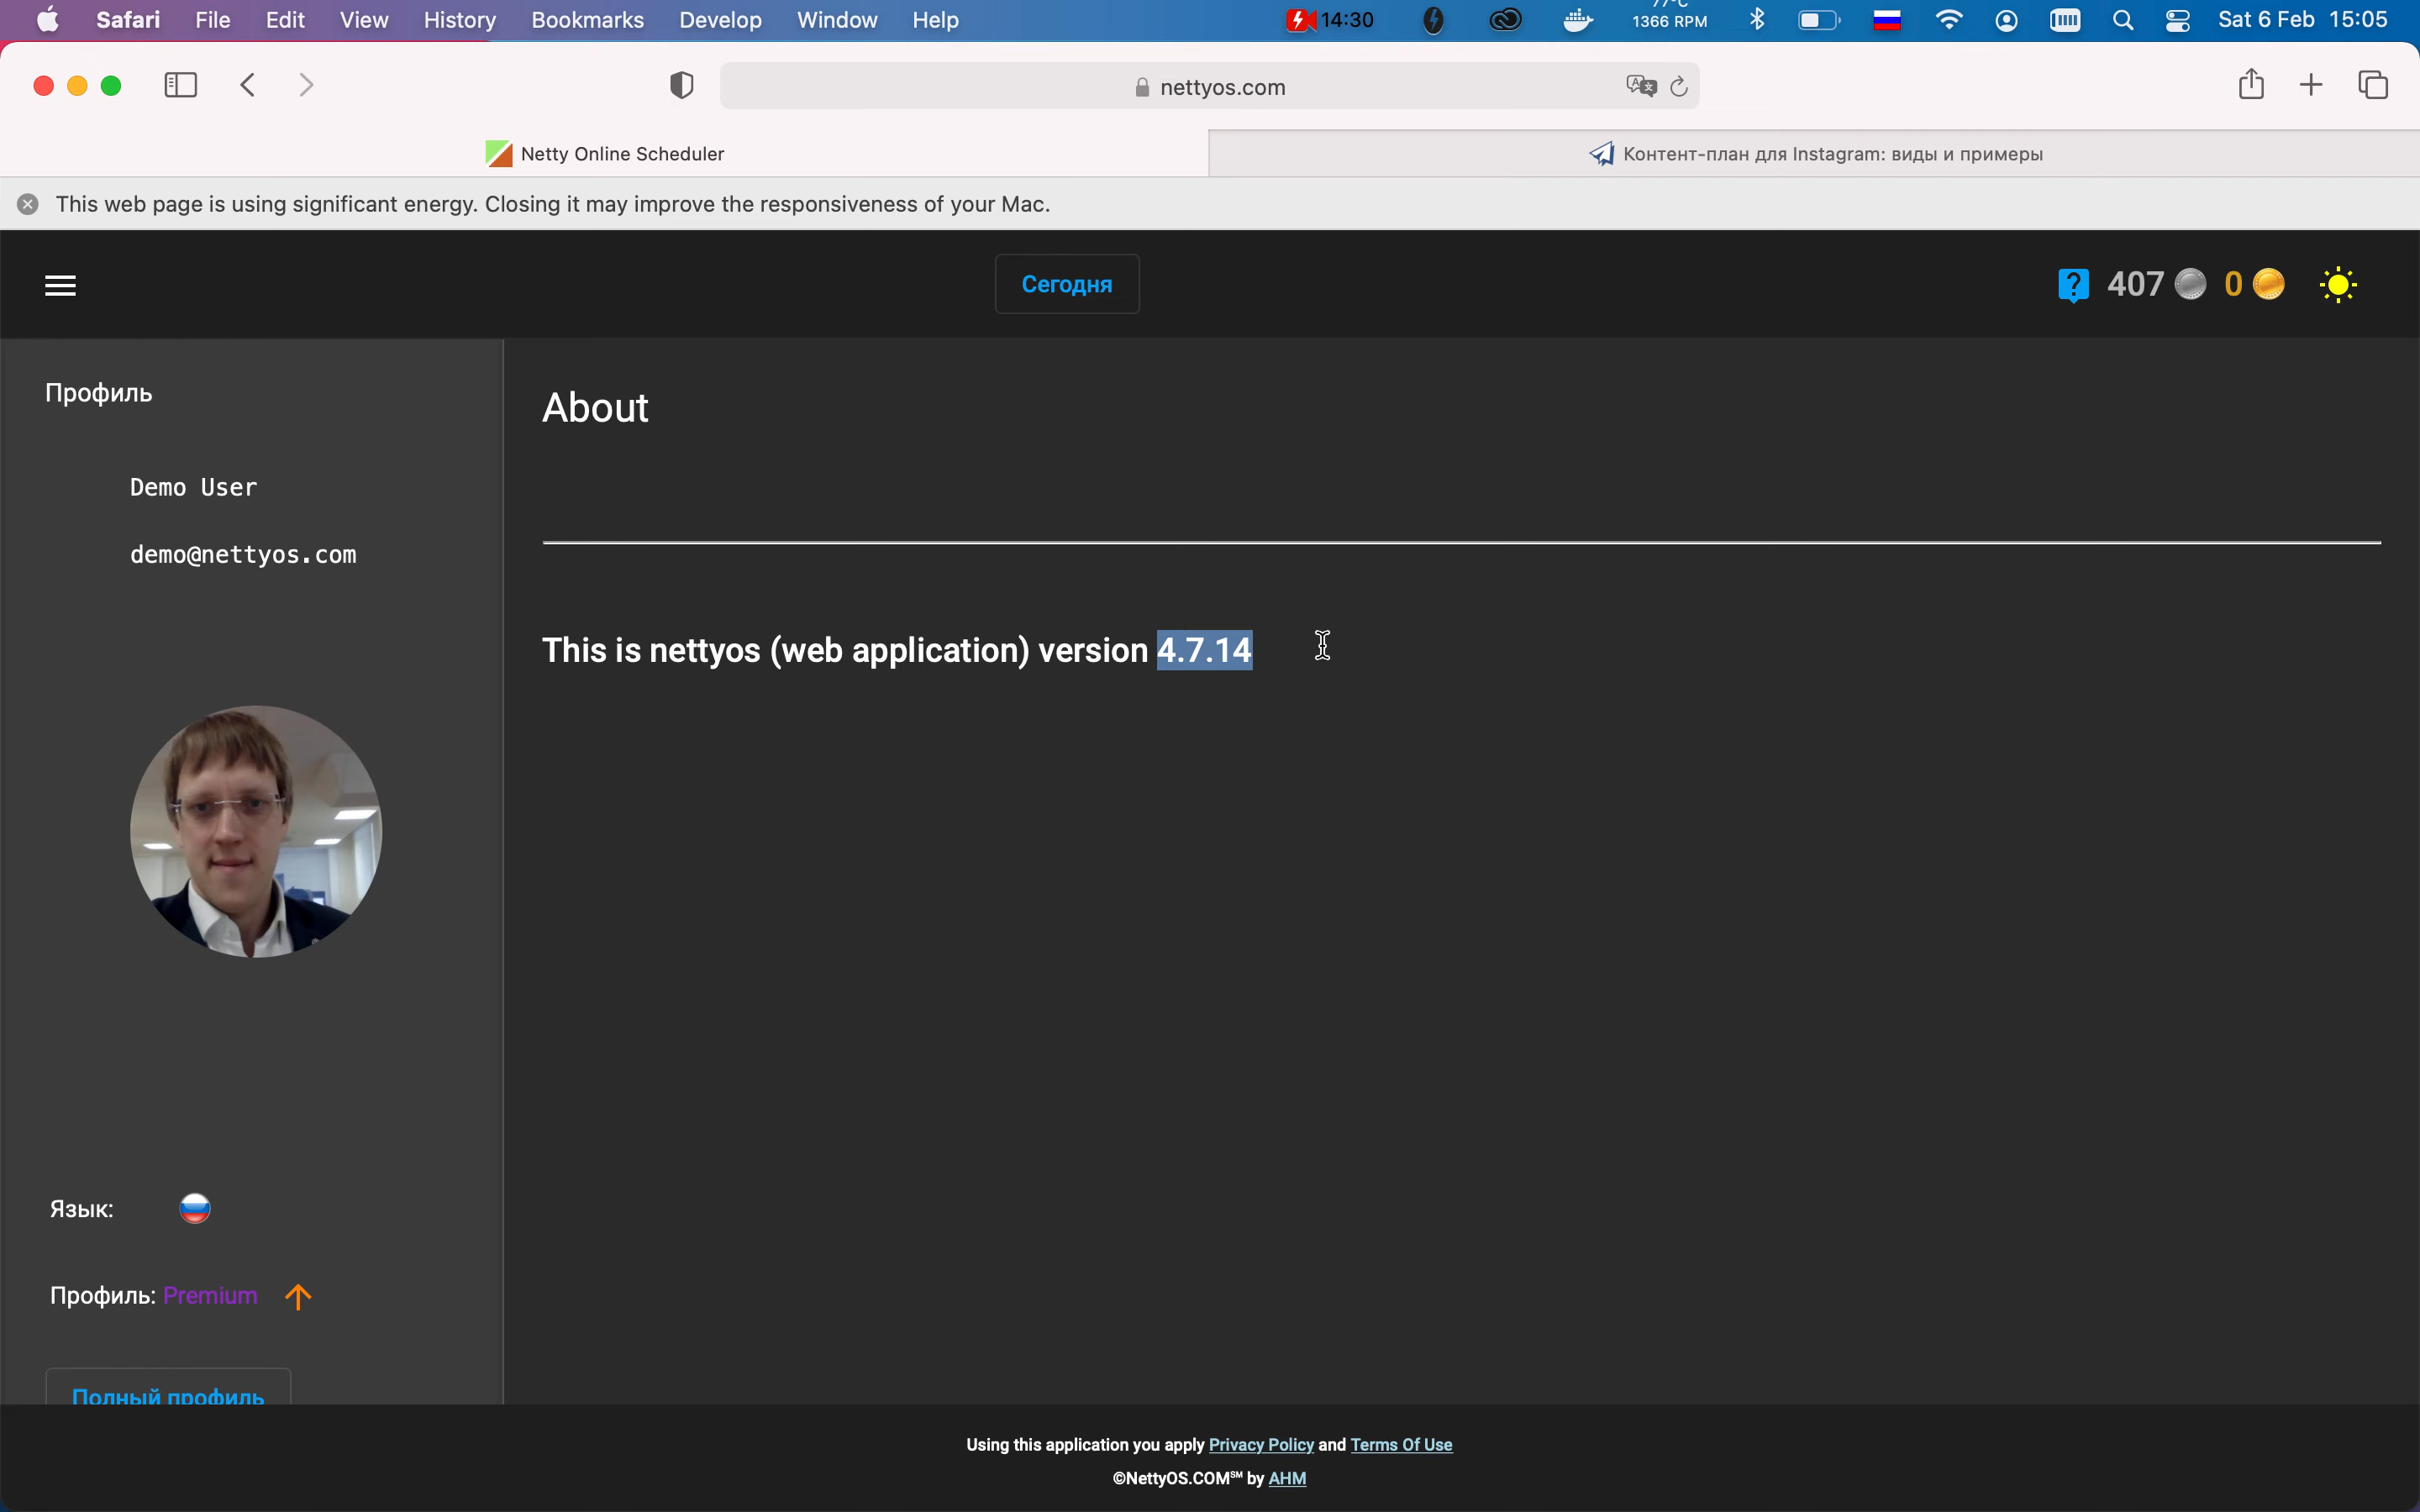 Safari File Edit View History Bookmarks Develop Window Help 14:30 77°C 1366 RPM Sat 6 Feb 15:05
nettyos.com
Netty Online Scheduler
Контент-план для Instagram: виды и примеры
This web page is using significant energy. Closing it may improve the responsiveness of your Mac.
Сегодня
? 407 0
Профиль
Demo User
demo@nettyos.com
About
This is nettyos (web application) version 4.7.14
Язык:
Профиль: Premium
Полный профиль
Using this application you apply Privacy Policy and Terms Of Use
©NettyOS.COM℠ by AHM